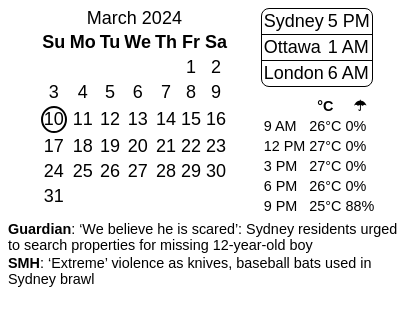 March 2024
Su Mo Tu We Th Fr Sa
1 2
3 4 5 6 7 8 9
10 11 12 13 14 15 16
17 18 19 20 21 22 23
24 25 26 27 28 29 30
31
Sydney 5 PM
Ottawa 1 AM
London 6 AM
°C ☂
9 AM 26°C 0%
12 PM 27°C 0%
3 PM 27°C 0%
6 PM 26°C 0%
9 PM 25°C 88%
Guardian: ‘We believe he is scared’: Sydney residents urged
to search properties for missing 12-year-old boy
SMH: ‘Extreme’ violence as knives, baseball bats used in
Sydney brawl